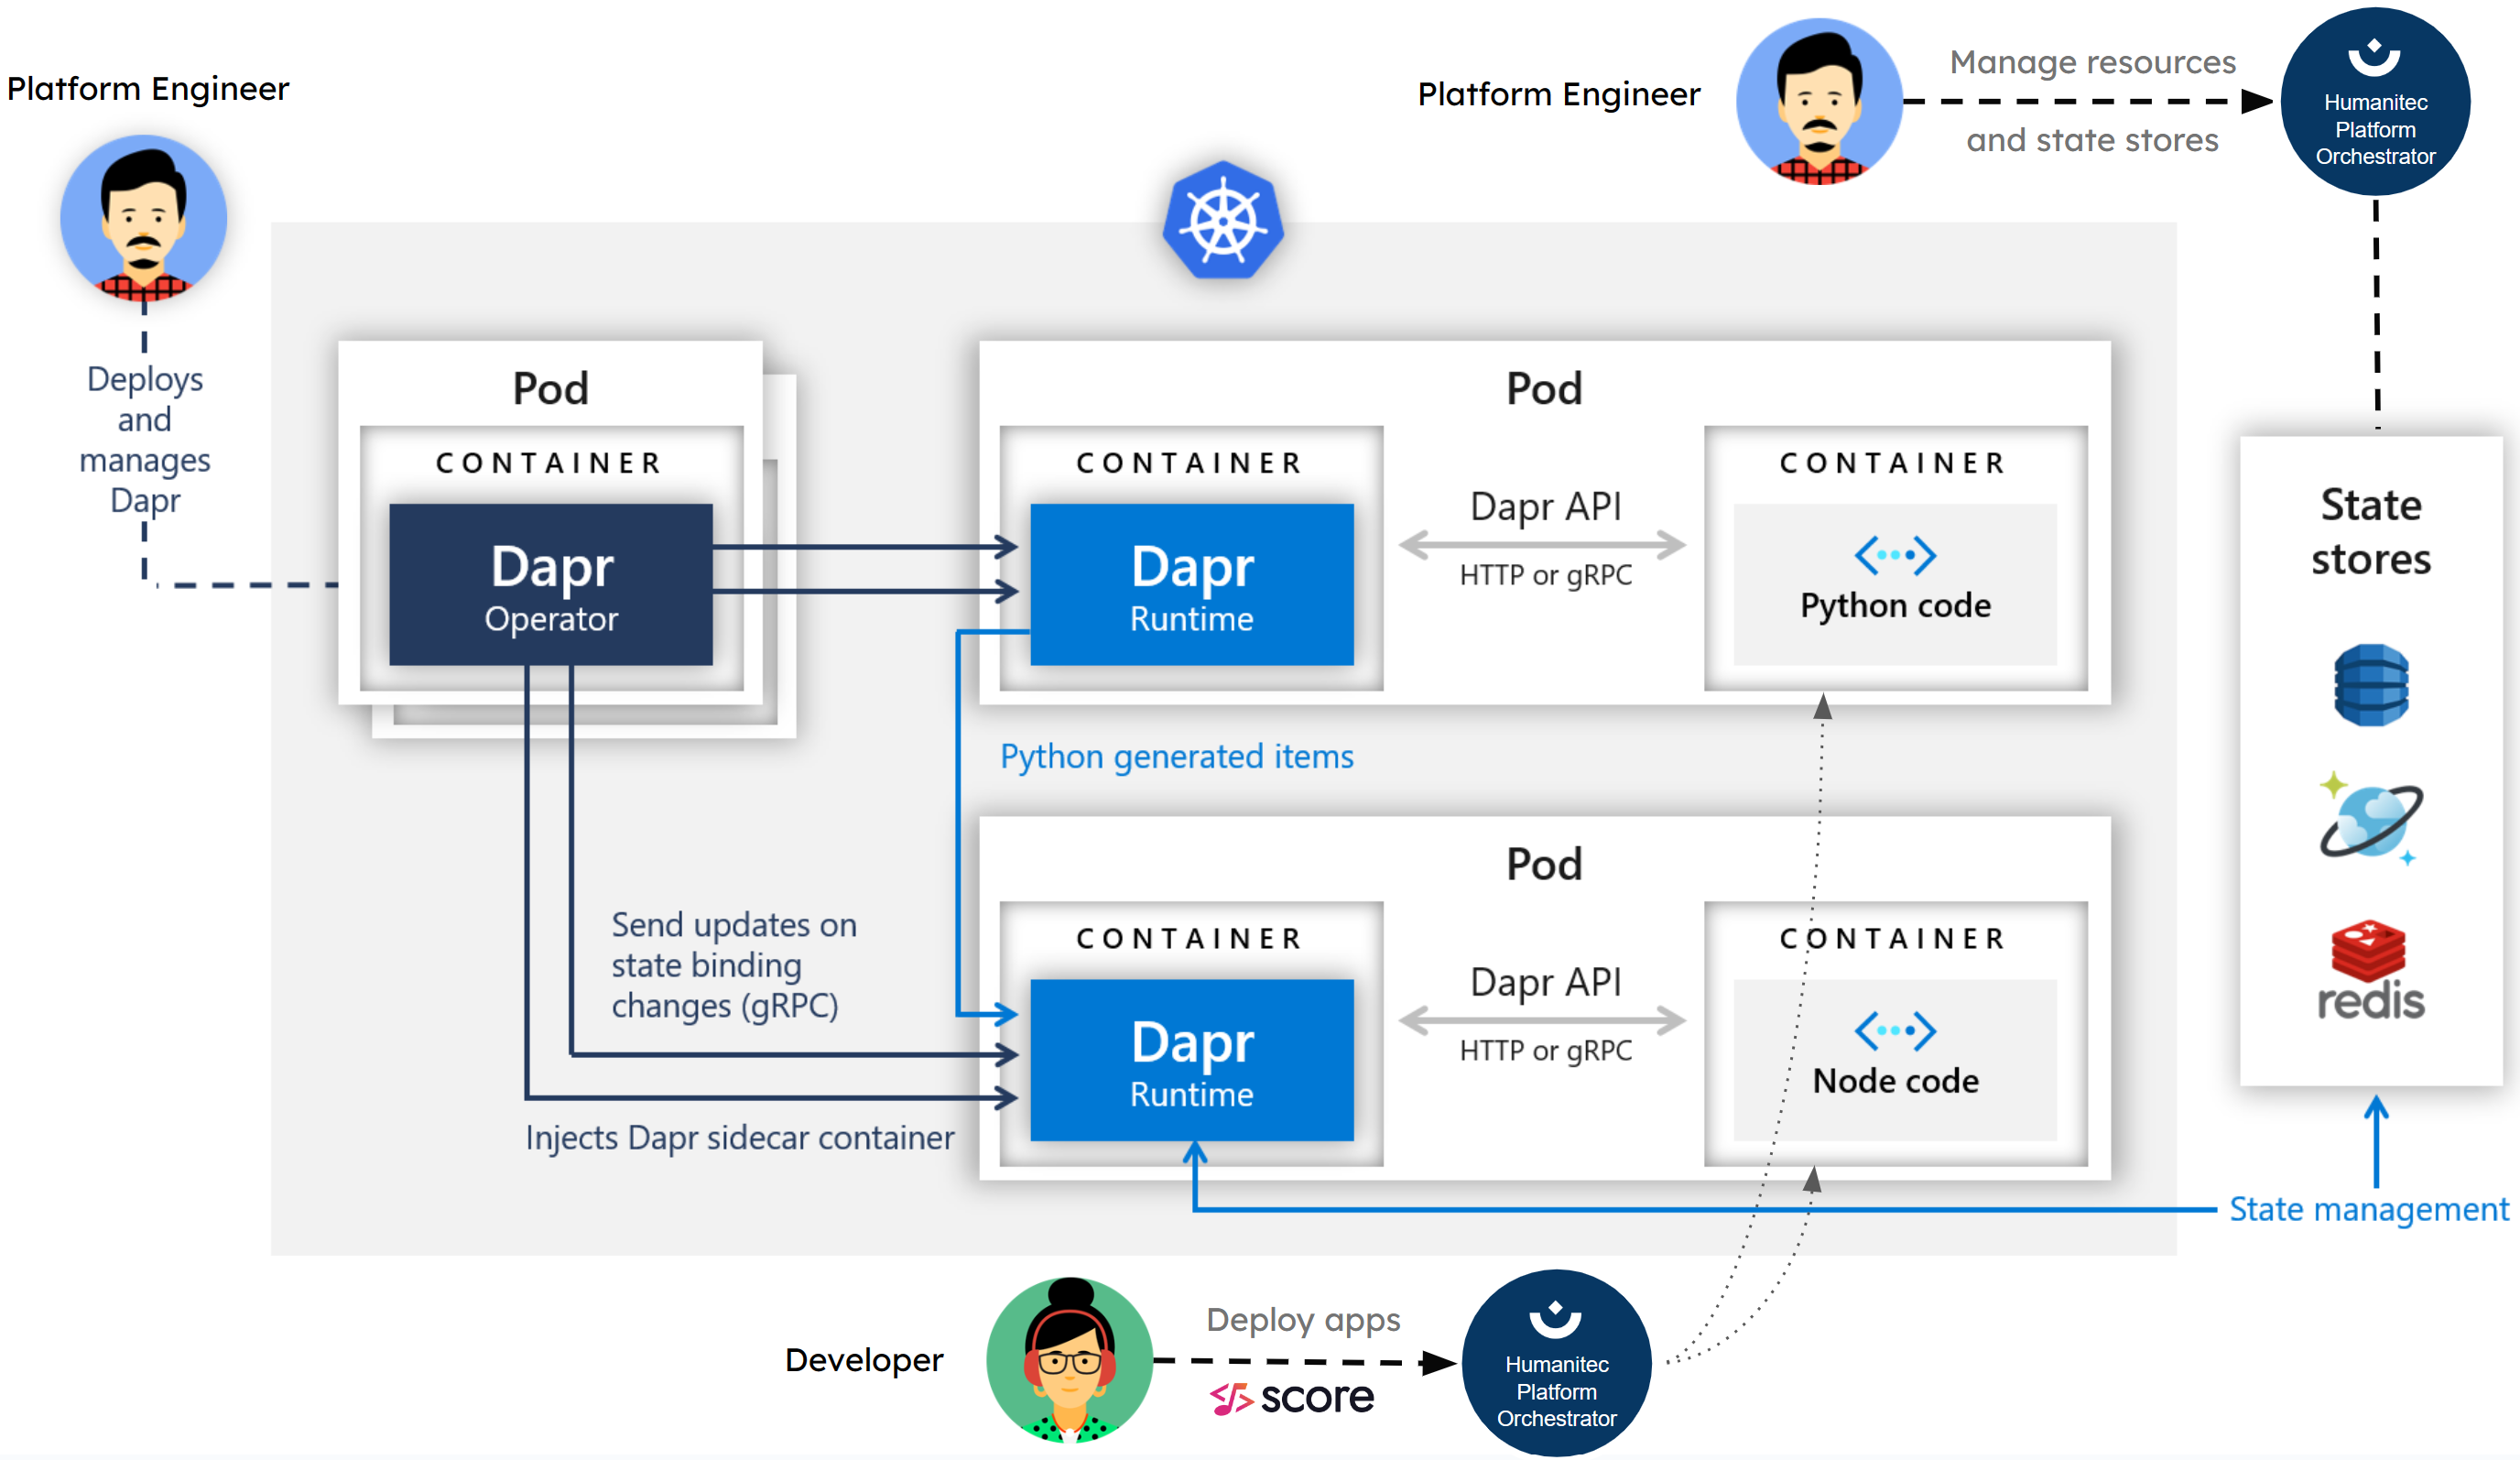 Platform Engineer
Platform Engineer
Manage resources
and state stores
Humanitec
Platform
Orchestrator
Deploys
and
manages
Dapr
Pod
CONTAINER
Dapr
Operator
Pod
CONTAINER
Dapr
Runtime
Dapr API
HTTP or gRPC
CONTAINER
Python code
State
stores
redis
Python generated items
Send updates on
state binding
changes (gRPC)
Injects Dapr sidecar container
Pod
CONTAINER
Dapr
Runtime
Dapr API
HTTP or gRPC
CONTAINER
Node code
State management
Developer
Deploy apps
score
Humanitec
Platform
Orchestrator